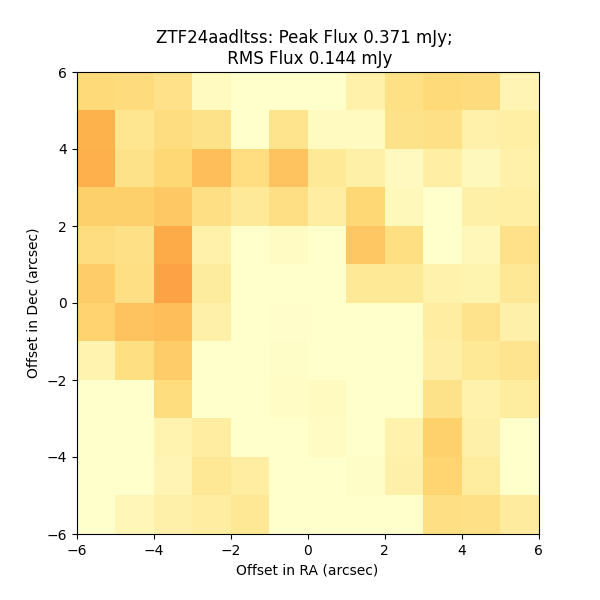 ZTF24aadltss: Peak Flux 0.371 mJy;
RMS Flux 0.144 mJy
6
4
2
0
−2
−4
−6
Offset in Dec (arcsec)
−6 −4 −2 0 2 4 6
Offset in RA (arcsec)